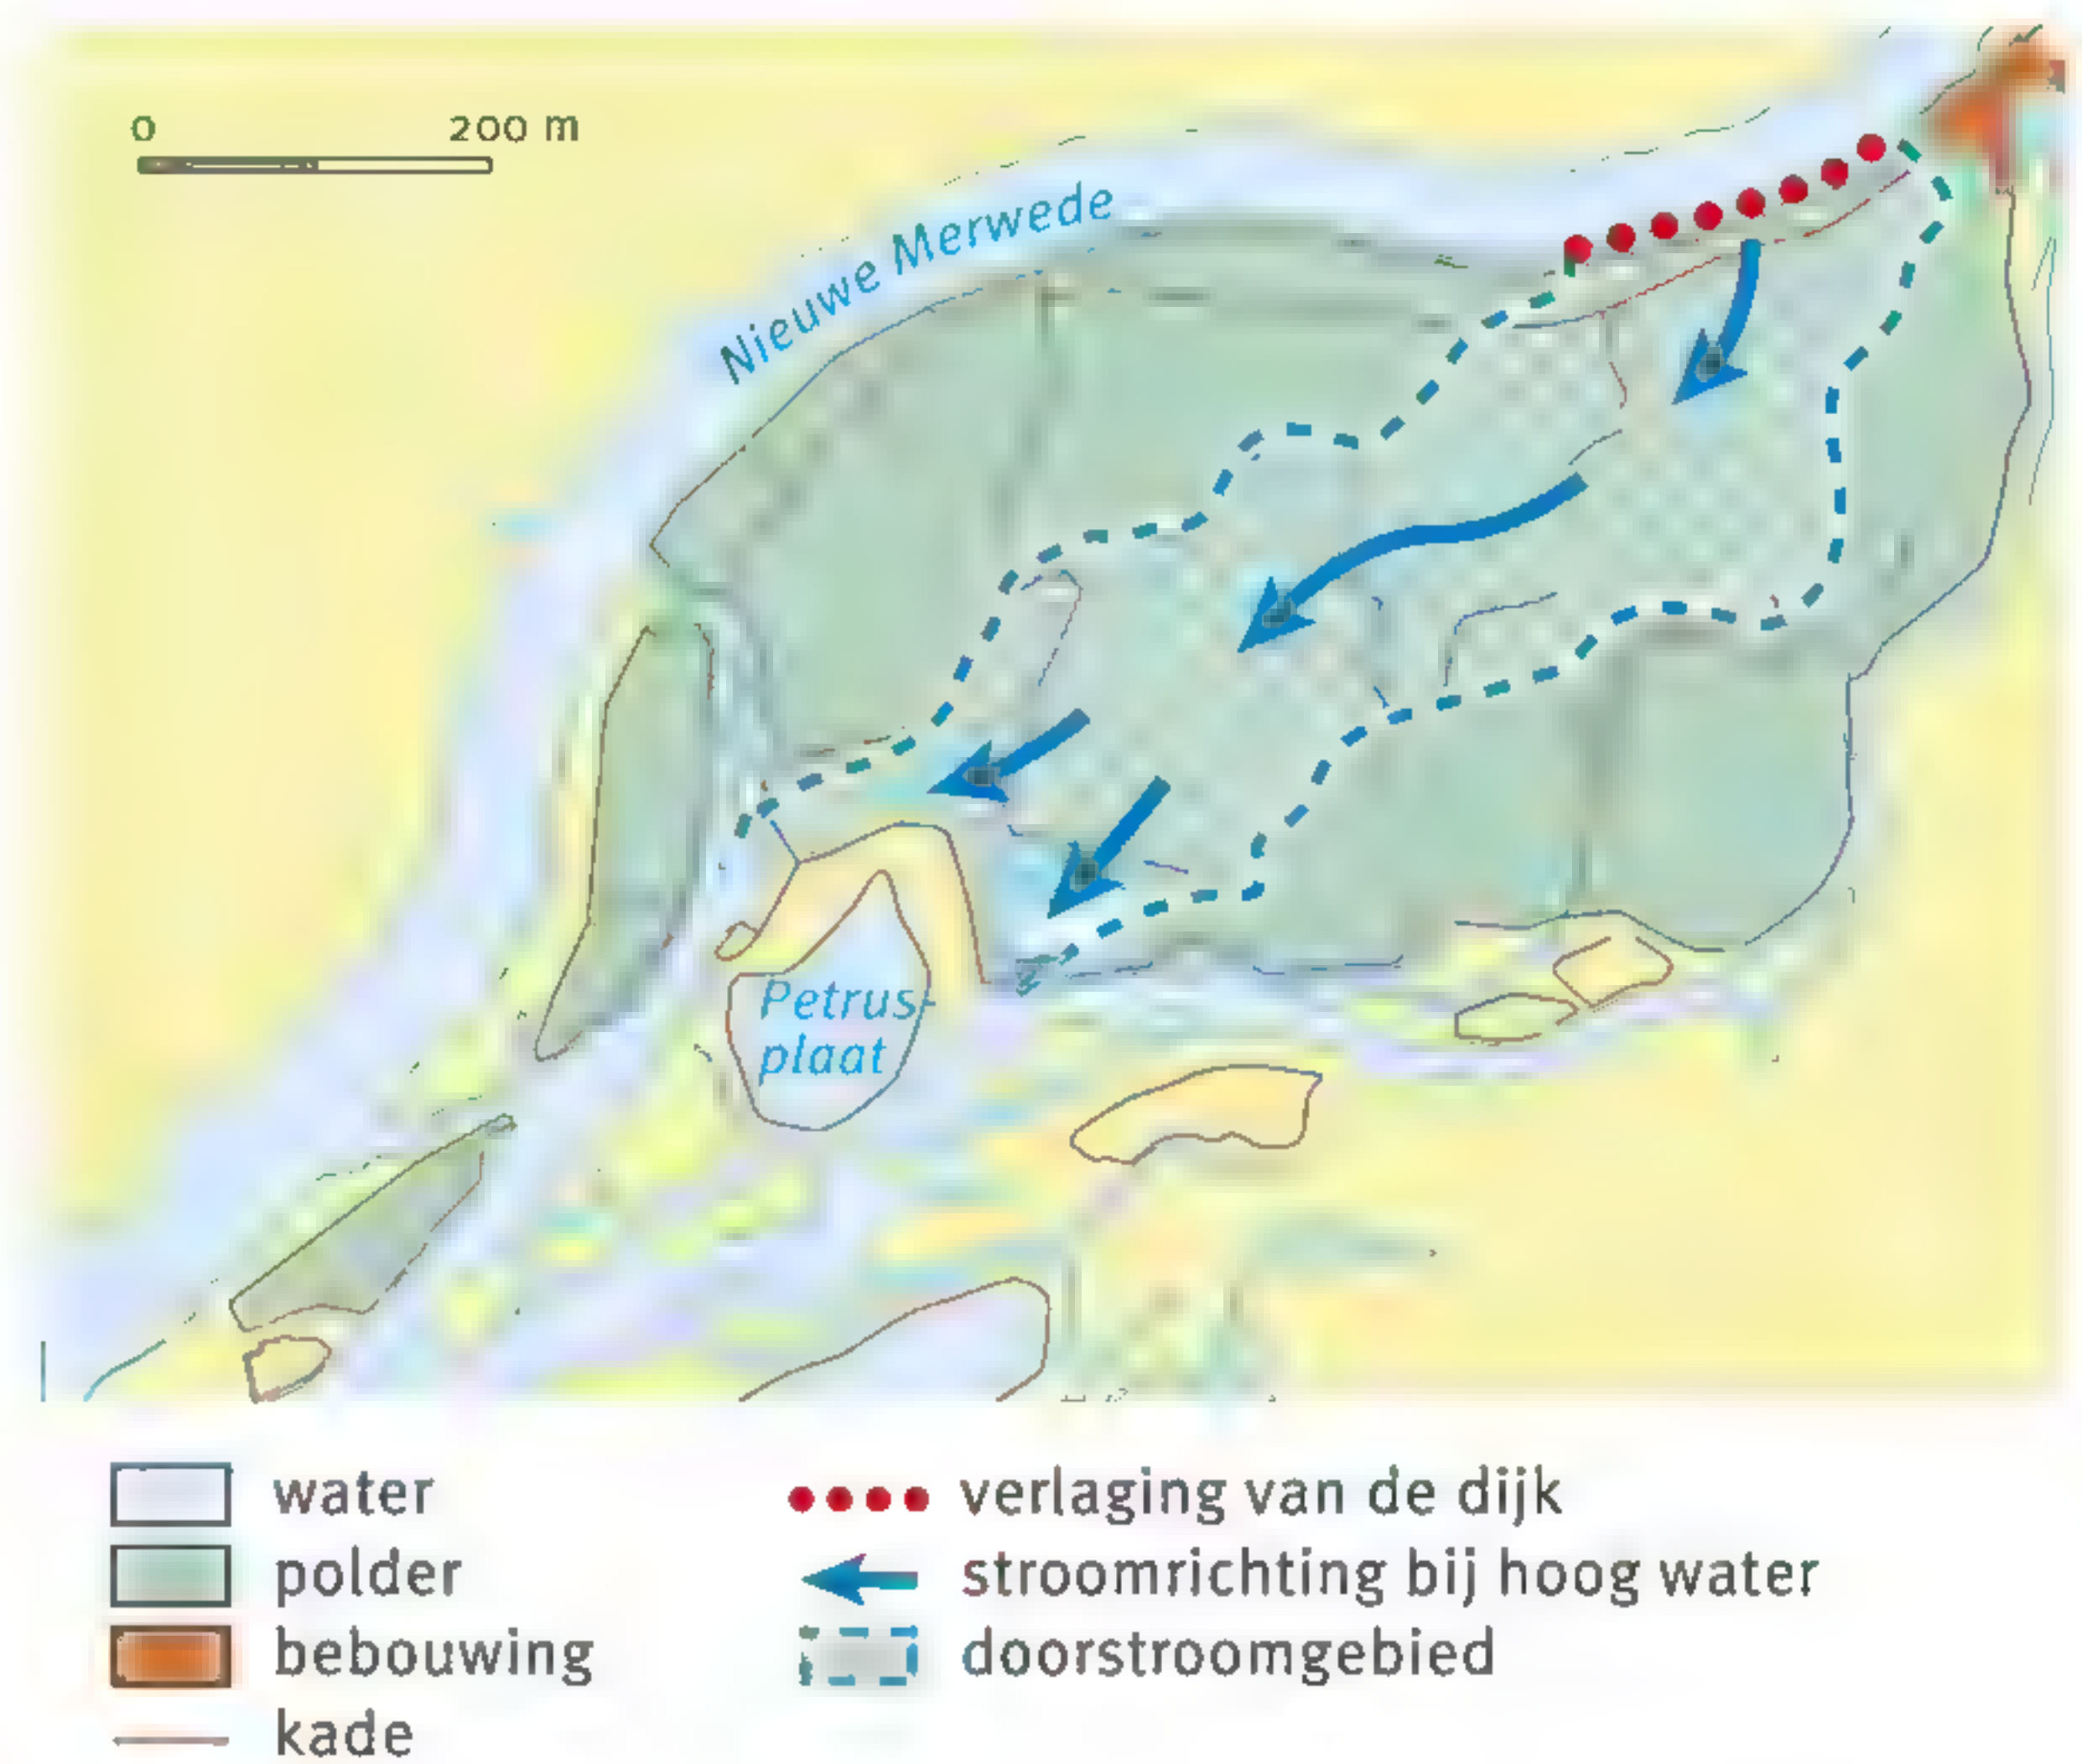 0 200 m
Nieuwe Merwede
Petrus-
plaat
water
polder
bebouwing
kade
verlaging van de dijk
stroomrichting bij hoog water
doorstroomgebied